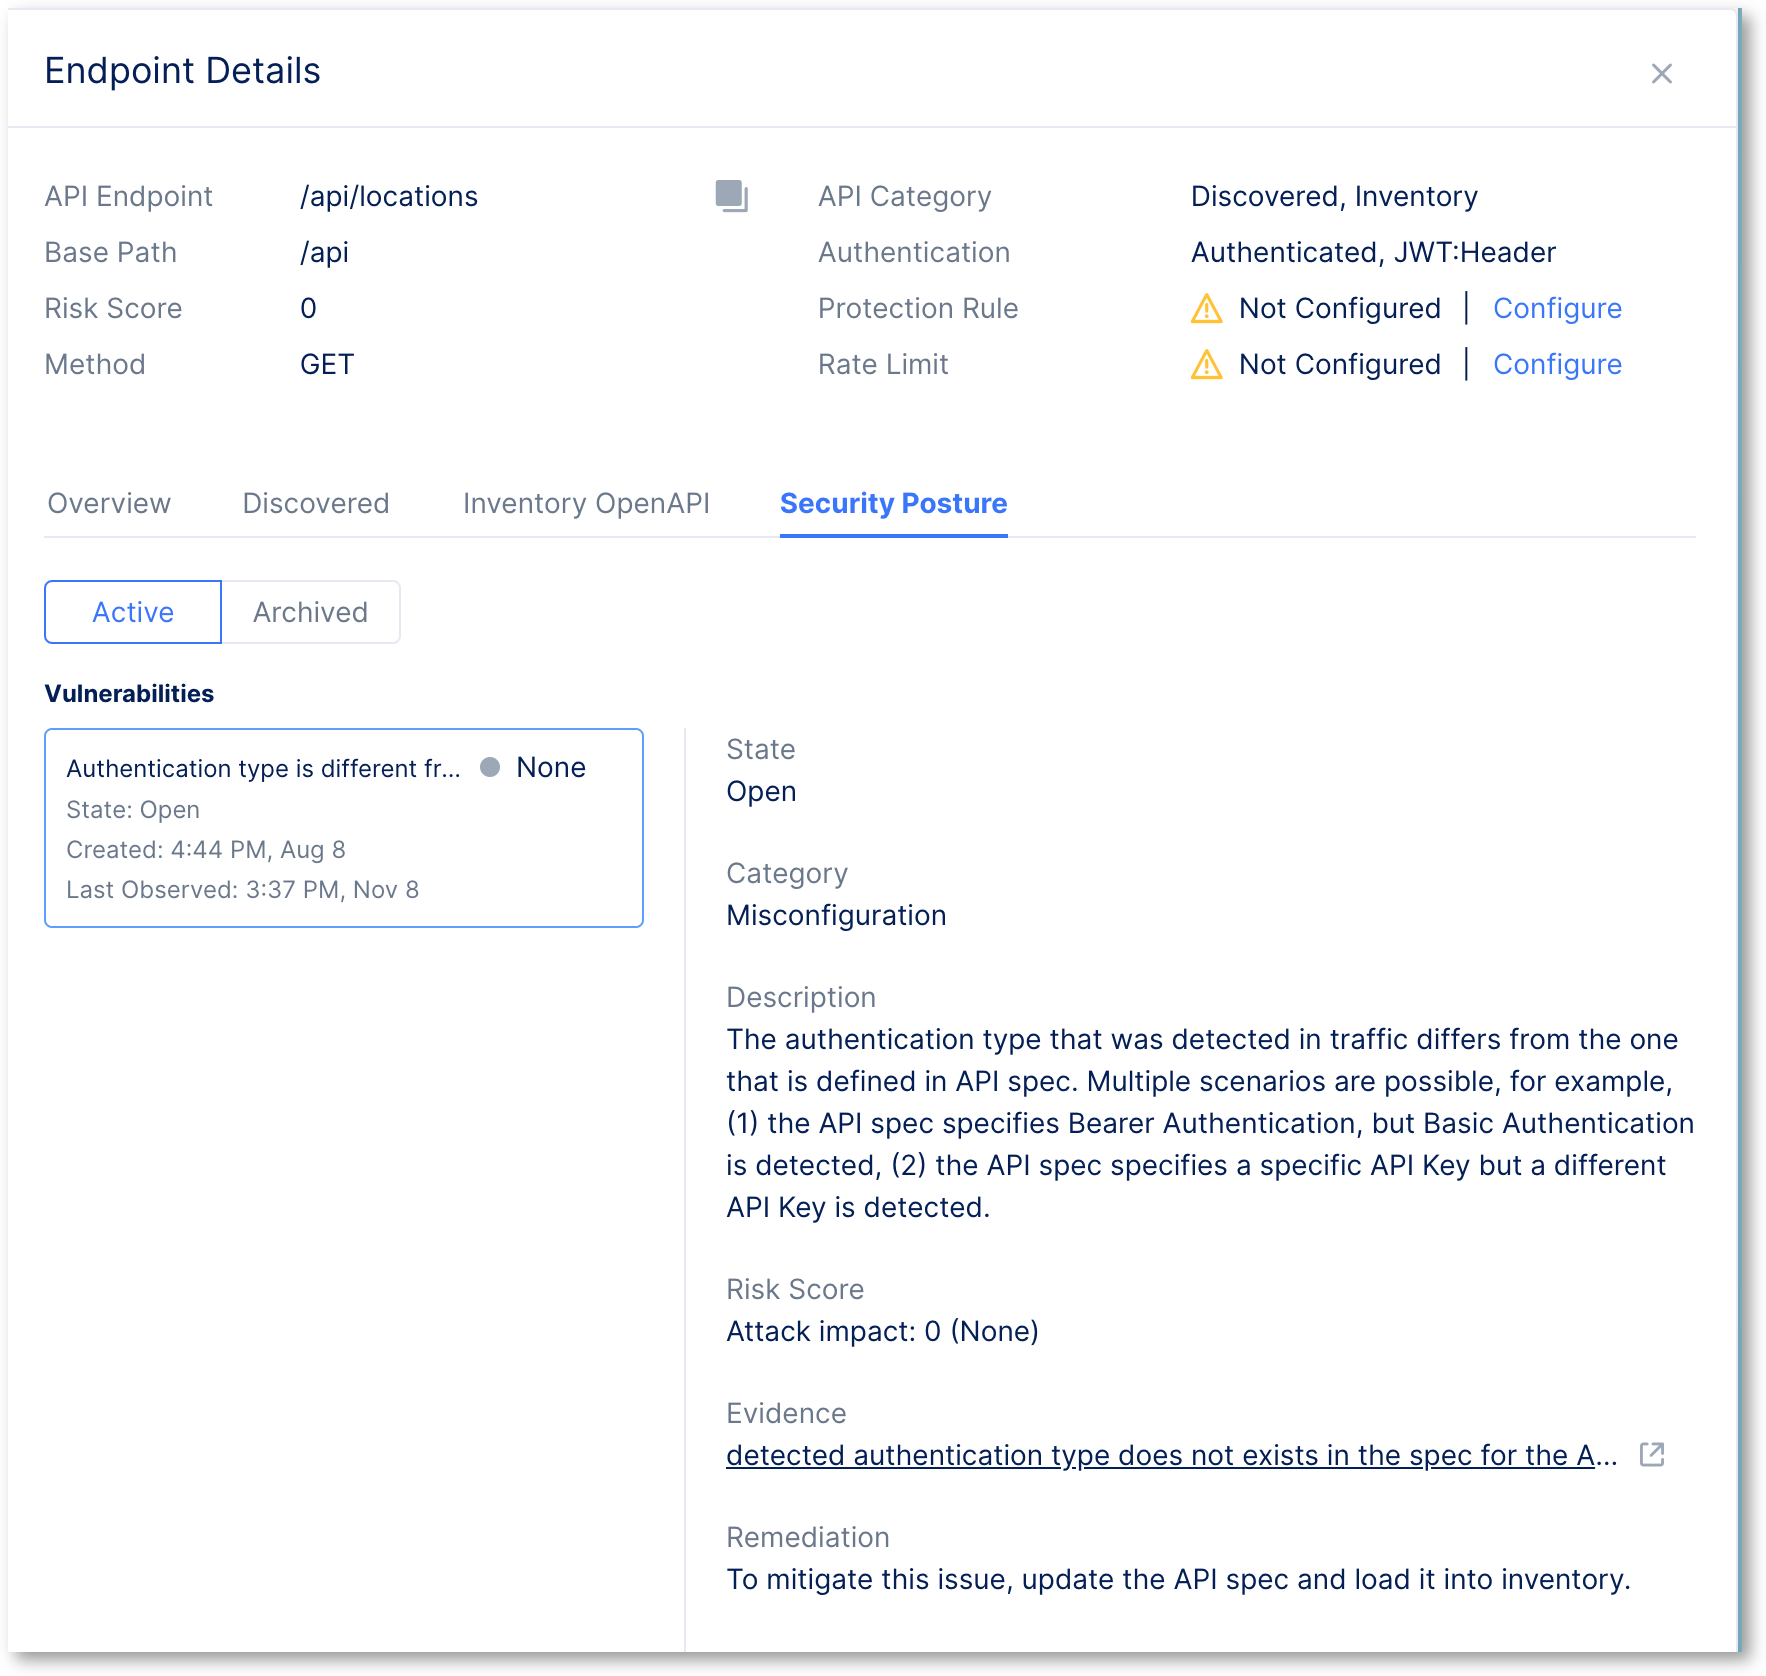 Endpoint Details
API Endpoint /api/locations
Base Path /api
Risk Score 0
Method GET
API Category Discovered, Inventory
Authentication Authenticated, JWT:Header
Protection Rule Not Configured | Configure
Rate Limit Not Configured | Configure
Overview Discovered Inventory OpenAPI Security Posture
Active Archived
Vulnerabilities
Authentication type is different fr... None
State: Open
Created: 4:44 PM, Aug 8
Last Observed: 3:37 PM, Nov 8
State
Open
Category
Misconfiguration
Description
The authentication type that was detected in traffic differs from the one
that is defined in API spec. Multiple scenarios are possible, for example,
(1) the API spec specifies Bearer Authentication, but Basic Authentication
is detected, (2) the API spec specifies a specific API Key but a different
API Key is detected.
Risk Score
Attack impact: 0 (None)
Evidence
detected authentication type does not exists in the spec for the A...
Remediation
To mitigate this issue, update the API spec and load it into inventory.